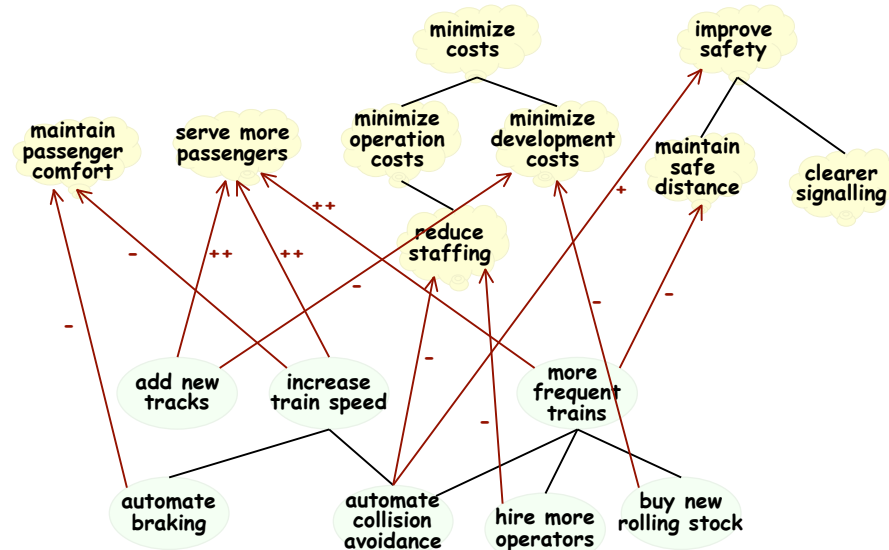 minimize
costs
improve
safety
maintain
passenger
comfort
serve more
passengers
minimize
operation
costs
minimize
development
costs
maintain
safe
distance
clearer
signalling
reduce
staffing
++
+
-
++
++
-
-
-
-
-
-
add new
tracks
increase
train speed
more
frequent
trains
automate
braking
automate
collision
avoidance
hire more
operators
buy new
rolling stock